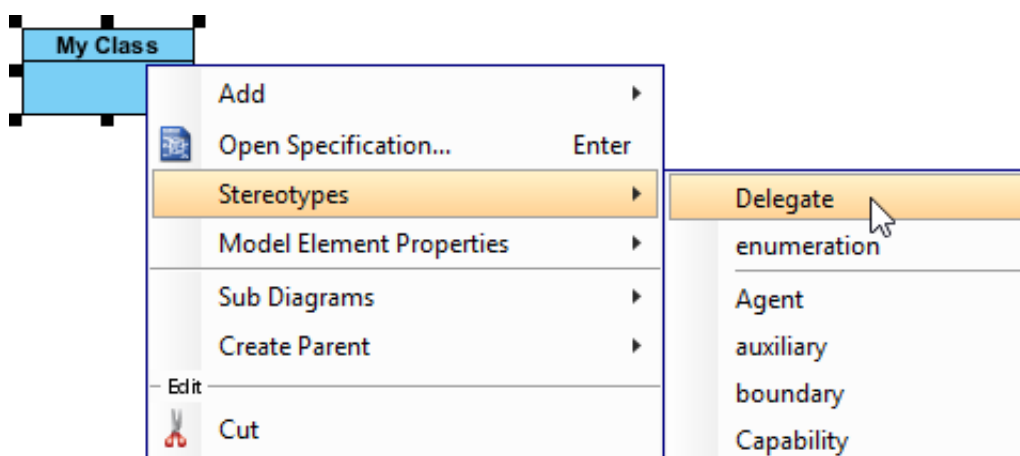 My Class
Add
Open Specification... Enter
Stereotypes
Model Element Properties
Sub Diagrams
Create Parent
Edit
Cut
Delegate
enumeration
Agent
auxiliary
boundary
Capability